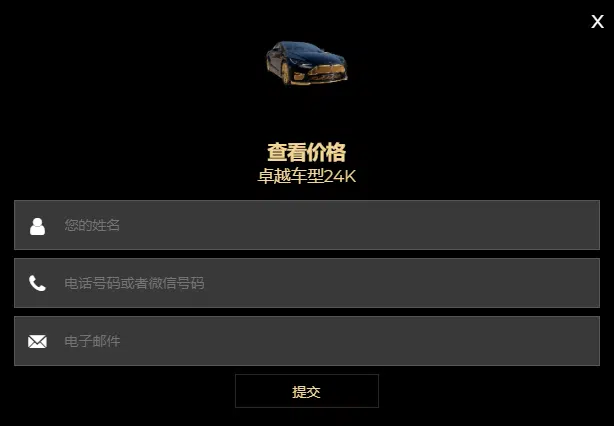 X
查看价格
卓越车型24K
您的姓名
电话号码或者微信号码
电子邮件
提交